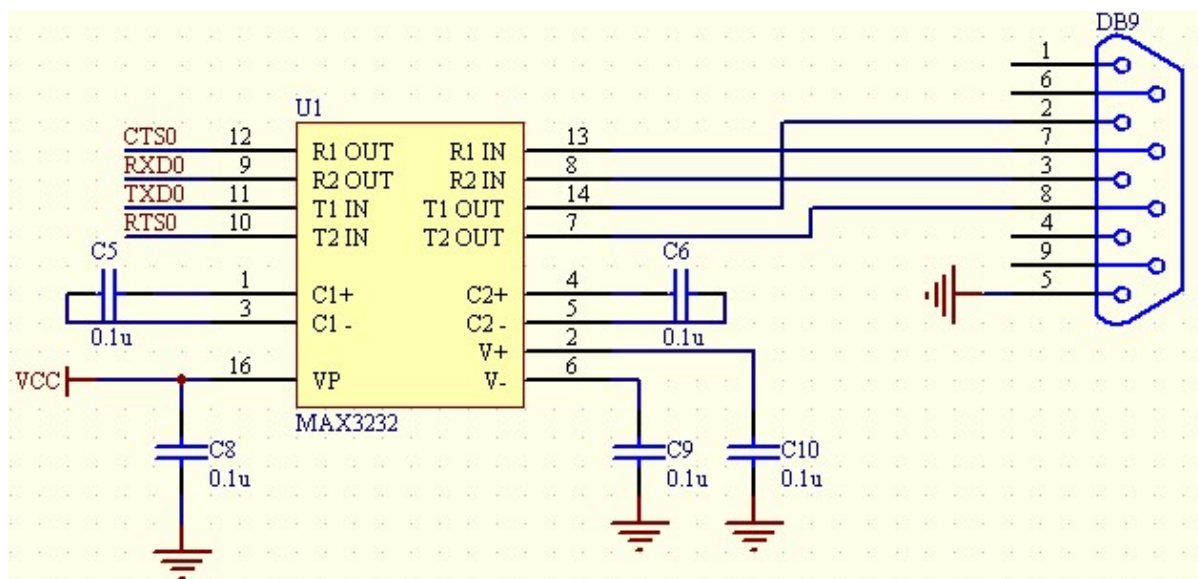 DB9
1
6
2
7
3
8
4
9
5
U1
CTS0 12 R1 OUT R1 IN 13
RXD0 9 R2 OUT R2 IN 8
TXD0 11 T1 IN T1 OUT 14
RTS0 10 T2 IN T2 OUT 7
C5 C6
1 C1+ C2+ 4
3 C1 - C2 - 5
0.1u 0.1u
V+ 2
VCC 16 VP V- 6
MAX3232
C8 C9 C10
0.1u 0.1u 0.1u